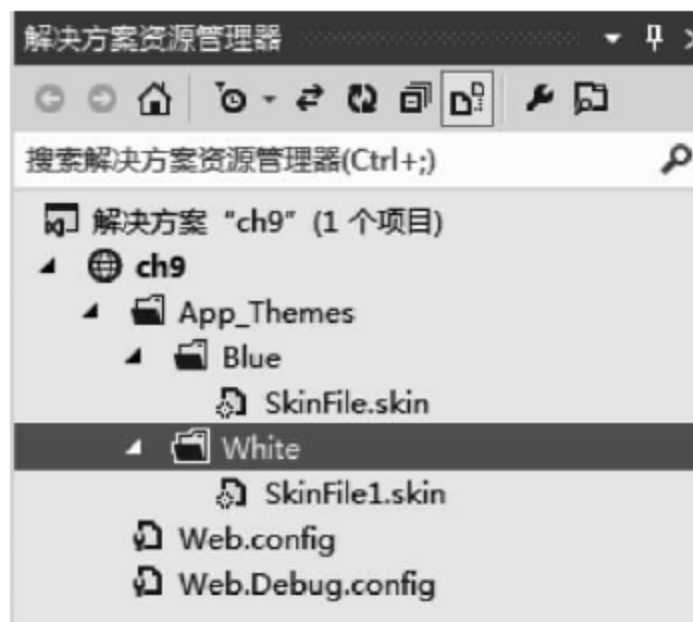 解决方案资源管理器
搜索解决方案资源管理器(Ctrl+;)
解决方案 “ch9” (1 个项目)
ch9
App_Themes
Blue
SkinFile.skin
White
SkinFile1.skin
Web.config
Web.Debug.config